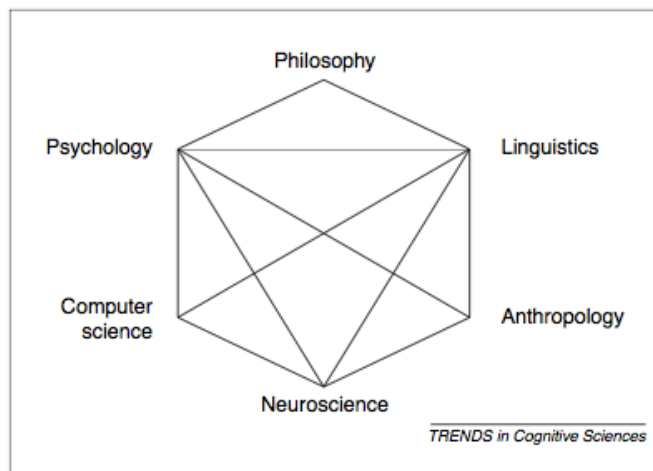 Philosophy
Psychology
Linguistics
Computer
science
Anthropology
Neuroscience
TRENDS in Cognitive Sciences